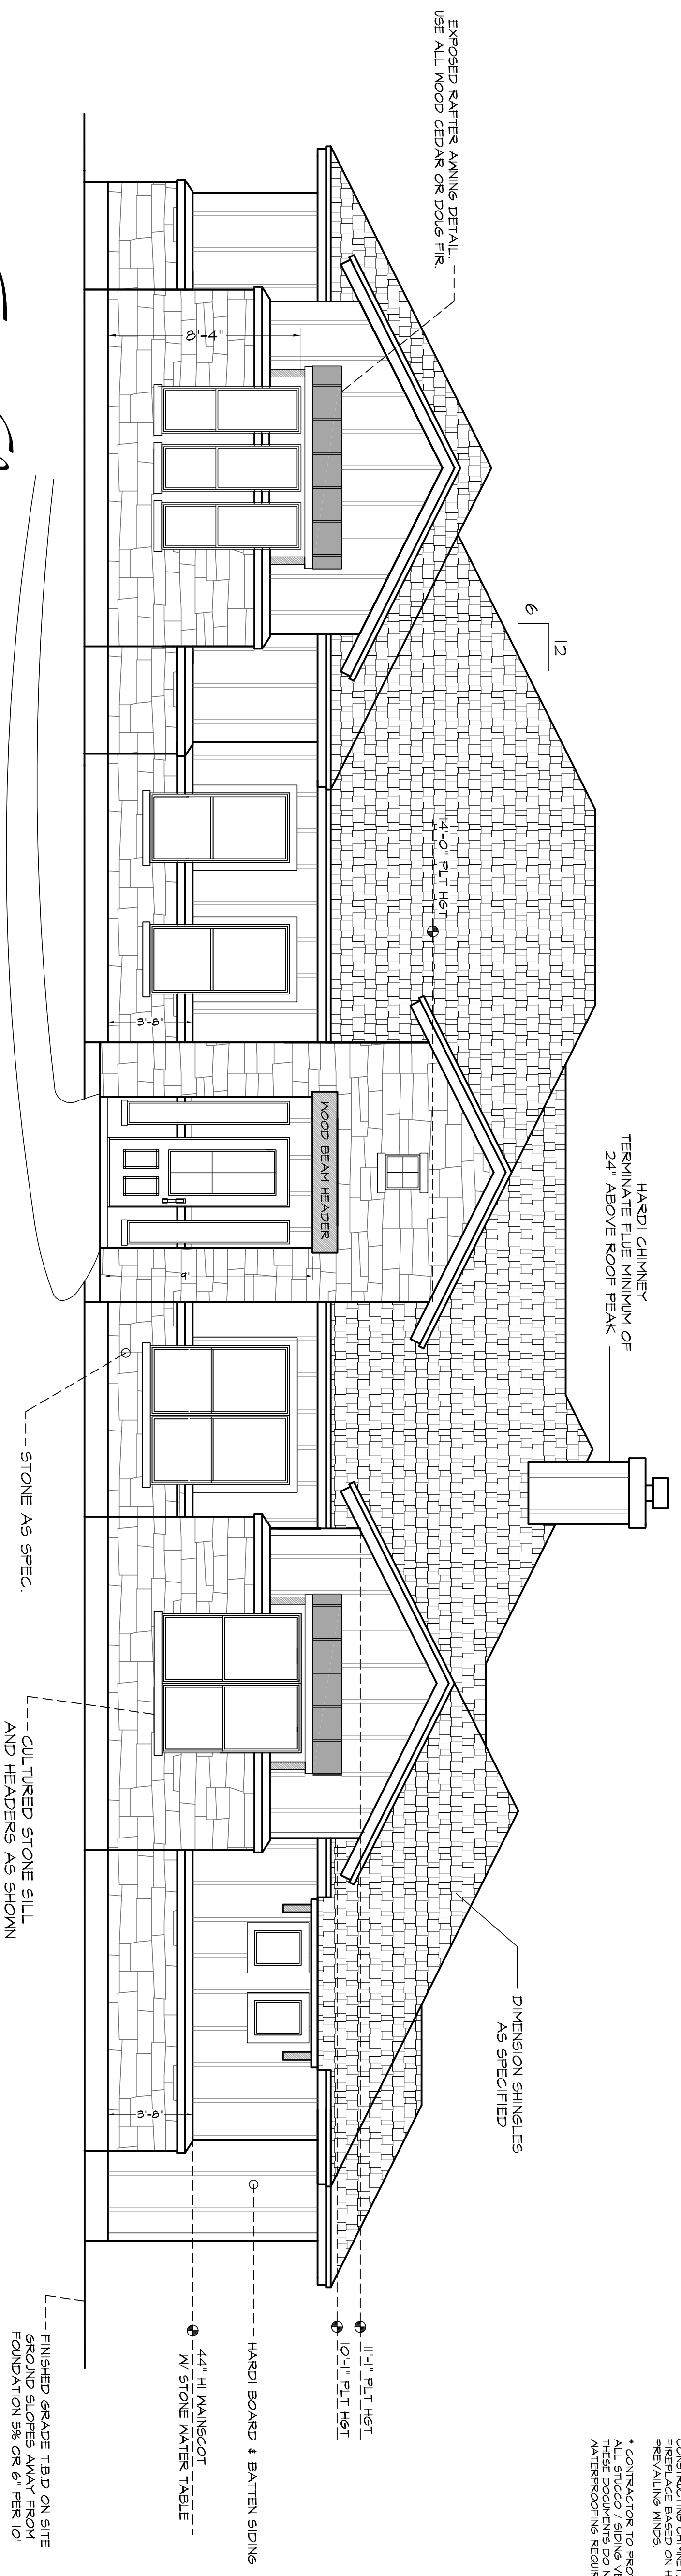 EXPOSED RAFTER AWNING DETAIL.
USE ALL WOOD CEDAR OR DOUG FIR.
8'-4"
6
12
14'-0" PLT HGT
3'-8"
WOOD BEAM HEADER
9'
HARDI CHIMNEY
TERMINATE FLUE MINIMUM OF
24" ABOVE ROOF PEAK
STONE AS SPEC.
CULTURED STONE SILL
AND HEADERS AS SHOWN
DIMENSION SHINGLES
AS SPECIFIED
3'-8"
11'-1" PLT HGT
10'-1" PLT HGT
HARDI BOARD & BATTEN SIDING
44" HI WAINSCOT
W/ STONE WATER TABLE
FINISHED GRADE T.B.D ON SITE
GROUND SLOPES AWAY FROM
FOUNDATION 5% OR 6" PER 10'
CONSTRUCTING
FIREPLACE BASED ON
PREVAILING WINDS.
* CONTRACTOR TO
ALL STUCCO / SIDING
THESE DOCUMENTS DO
WATERPROOFING